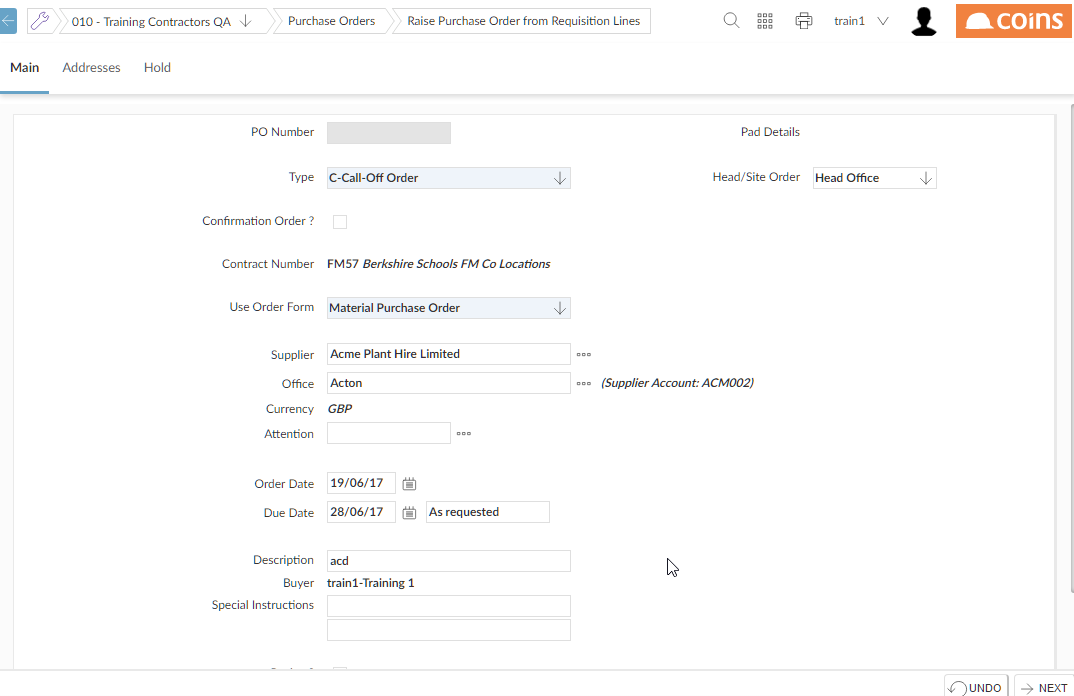 010 - Training Contractors QA Purchase Orders Raise Purchase Order from Requisition Lines train1 coins
Main Addresses Hold
PO Number Pad Details
Type C-Call-Off Order Head/Site Order Head Office
Confirmation Order ?
Contract Number FM57 Berkshire Schools FM Co Locations
Use Order Form Material Purchase Order
Supplier Acme Plant Hire Limited
Office Acton (Supplier Account: ACM002)
Currency GBP
Attention
Order Date 19/06/17
Due Date 28/06/17 As requested
Description acd
Buyer train1-Training 1
Special Instructions
UNDO NEXT